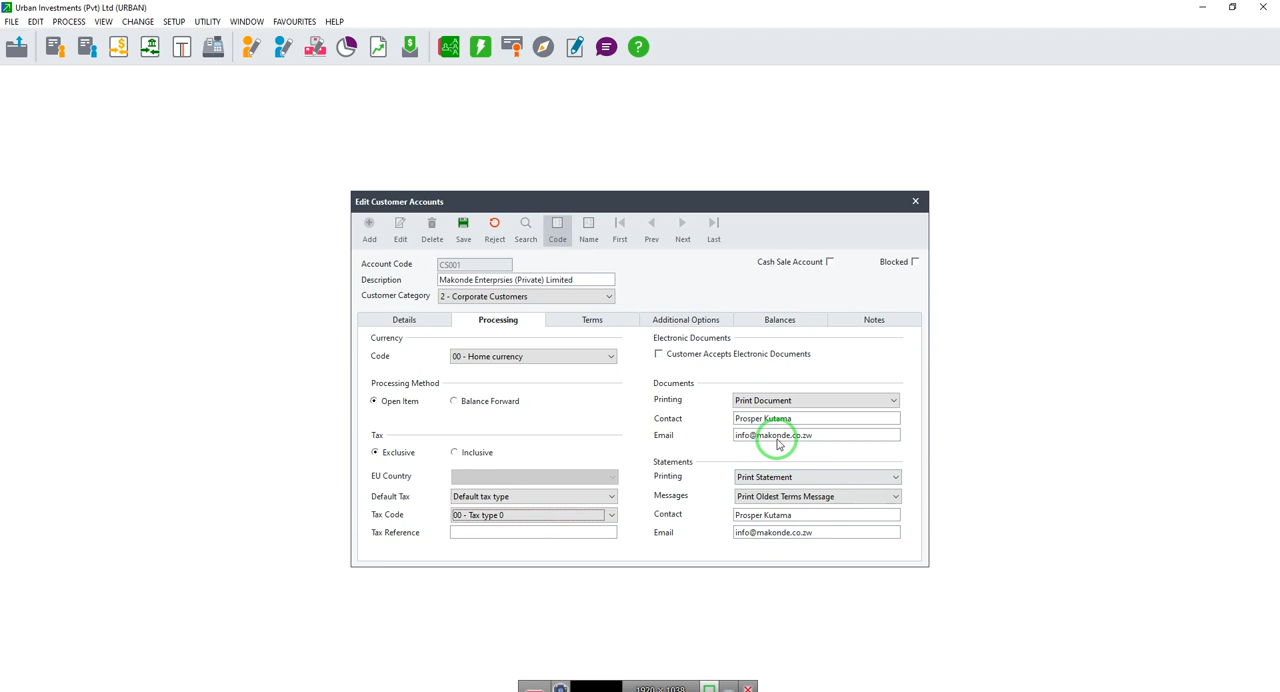 Urban Investments (Pvt) Ltd (URBAN)
FILE EDIT PROCESS VIEW CHANGE SETUP UTILITY WINDOW FAVOURITES HELP
Edit Customer Accounts
Add Edit Delete Save Reject Search Code Name First Prev Next Last
Account Code CS001 Cash Sale Account Blocked
Description Makonde Enterprsies (Private) Limited
Customer Category 2 - Corporate Customers
Details Processing Terms Additional Options Balances Notes
Currency Electronic Documents
Code 00 - Home currency Customer Accepts Electronic Documents
Processing Method Documents
Open Item Balance Forward Printing Print Document
Contact Prosper Kutama
Tax Email info@makonde.co.zw
Exclusive Inclusive Statements
EU Country Printing Print Statement
Default Tax Default tax type Messages Print Oldest Terms Message
Tax Code 00 - Tax type 0 Contact Prosper Kutama
Tax Reference Email info@makonde.co.zw
1920 x 1038